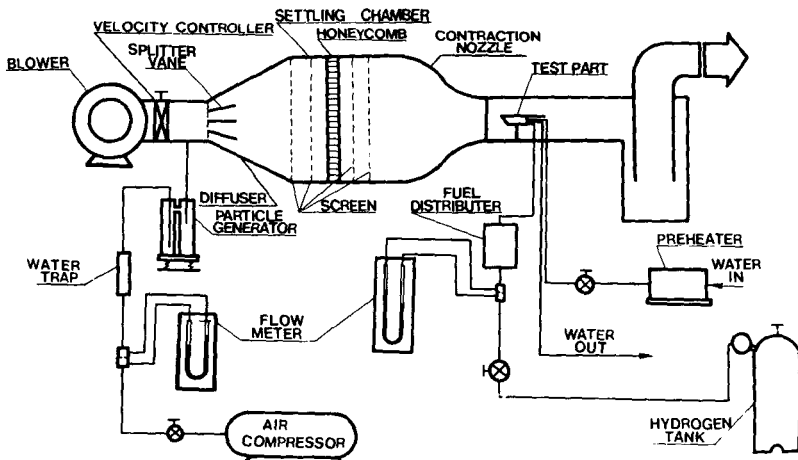 SETTLING CHAMBER
VELOCITY CONTROLLER
HONEYCOMB
CONTRACTION
NOZZLE
SPLITTER
VANE
BLOWER
TEST PART
DIFFUSER
PARTICLE
GENERATOR
SCREEN
FUEL
DISTRIBUTER
PREHEATER
WATER
IN
WATER
TRAP
FLOW
METER
WATER
OUT
AIR
COMPRESSOR
HYDROGEN
TANK